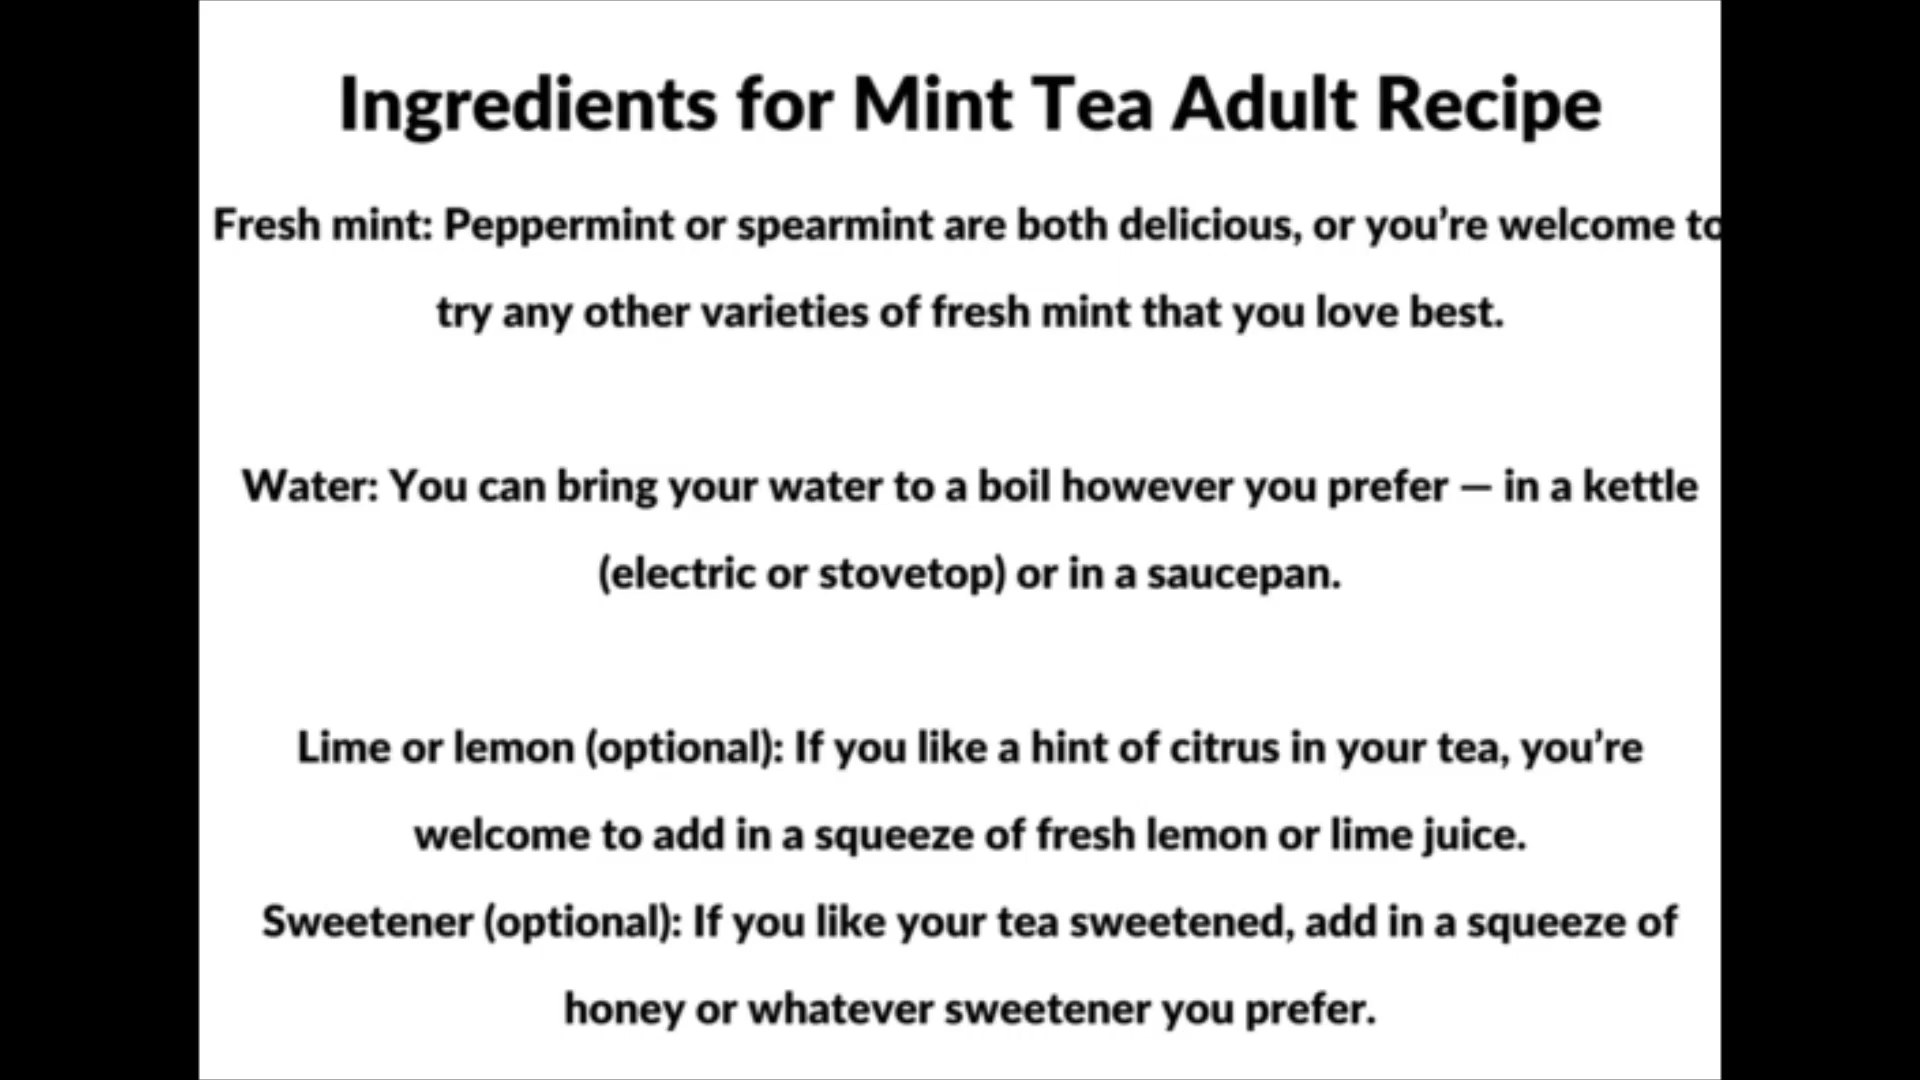 Ingredients for Mint Tea Adult Recipe
Fresh mint: Peppermint or spearmint are both delicious, or you’re welcome to
try any other varieties of fresh mint that you love best.
Water: You can bring your water to a boil however you prefer — in a kettle
(electric or stovetop) or in a saucepan.
Lime or lemon (optional): If you like a hint of citrus in your tea, you’re
welcome to add in a squeeze of fresh lemon or lime juice.
Sweetener (optional): If you like your tea sweetened, add in a squeeze of
honey or whatever sweetener you prefer.